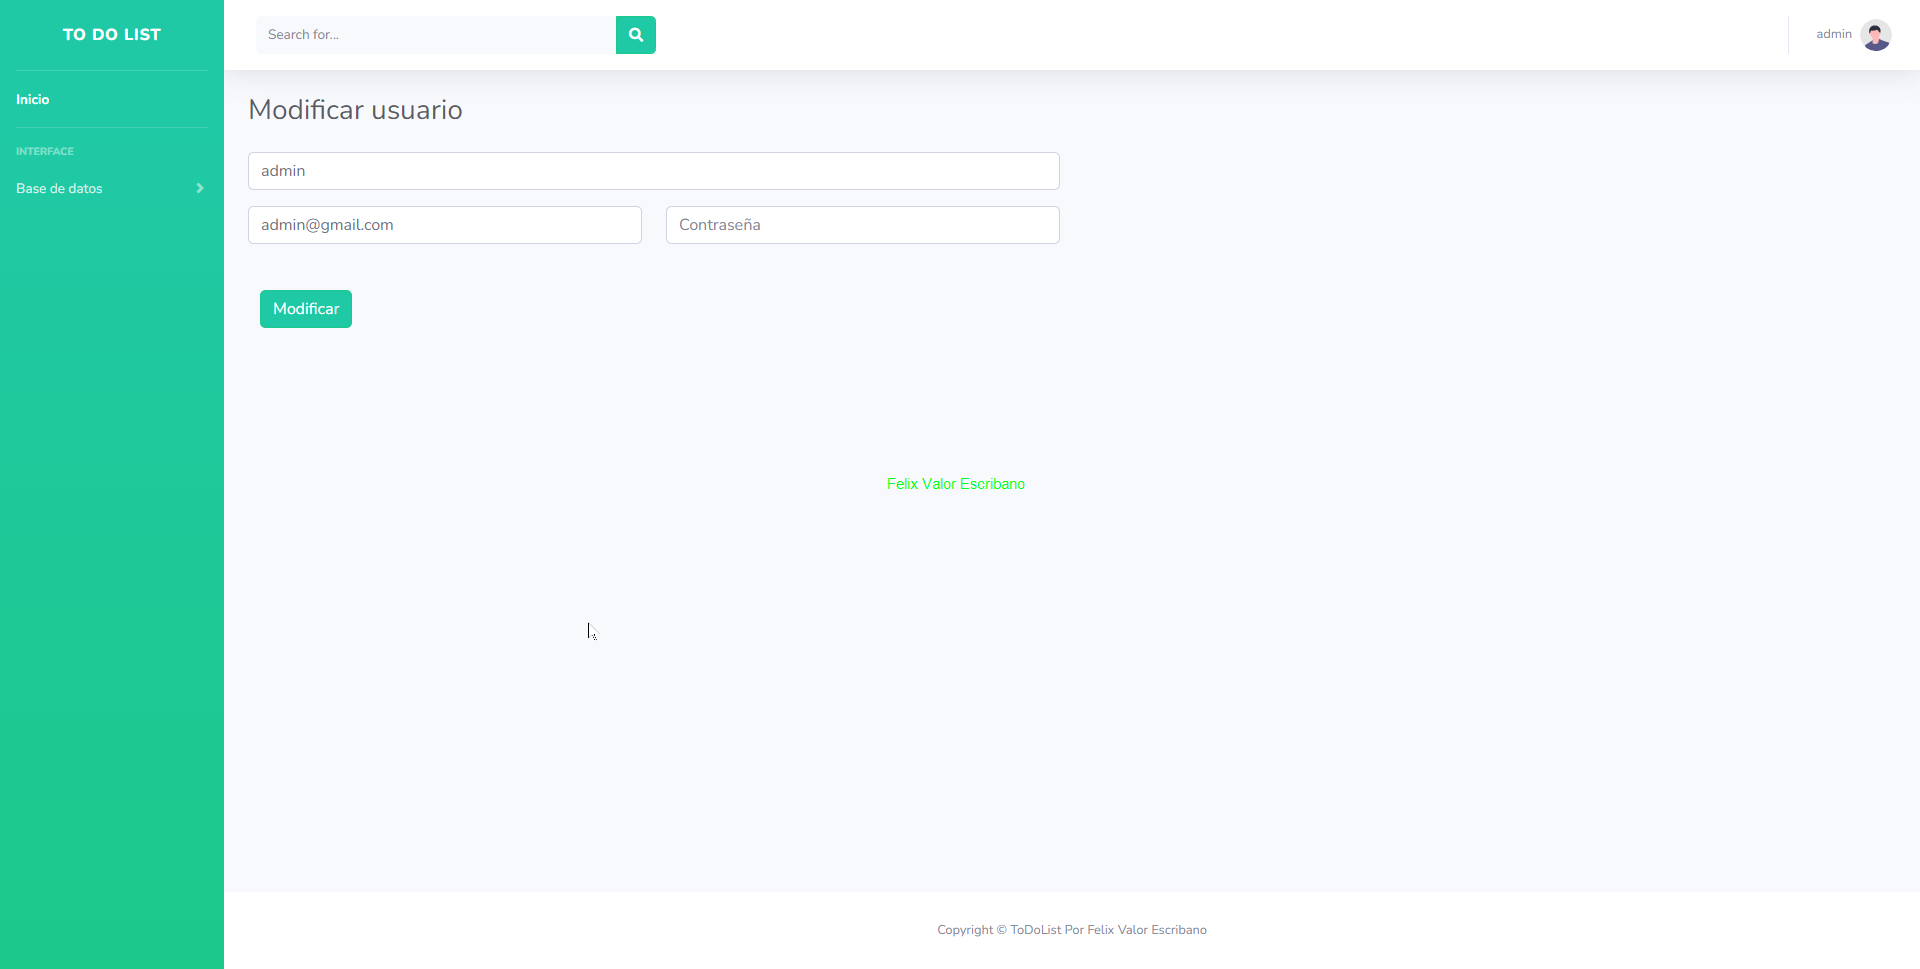 TO DO LIST
Search for...
admin
Inicio
INTERFACE
Base de datos
Modificar usuario
admin
admin@gmail.com
Contraseña
Modificar
Felix Valor Escribano
Copyright © ToDoList Por Felix Valor Escribano